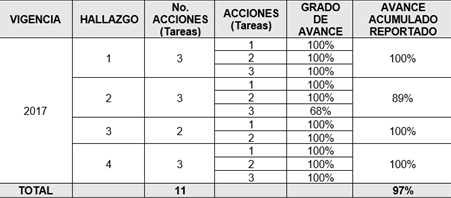 VIGENCIA HALLAZGO No. ACCIONES (Tareas) ACCIONES (Tareas) GRADO DE AVANCE AVANCE ACUMULADO REPORTADO
2017
1 3 100%
1 100%
2 100%
3 100%
2 3 89%
1 100%
2 100%
3 68%
3 2 100%
1 100%
2 100%
4 3 100%
1 100%
2 100%
3 100%
TOTAL 11 97%